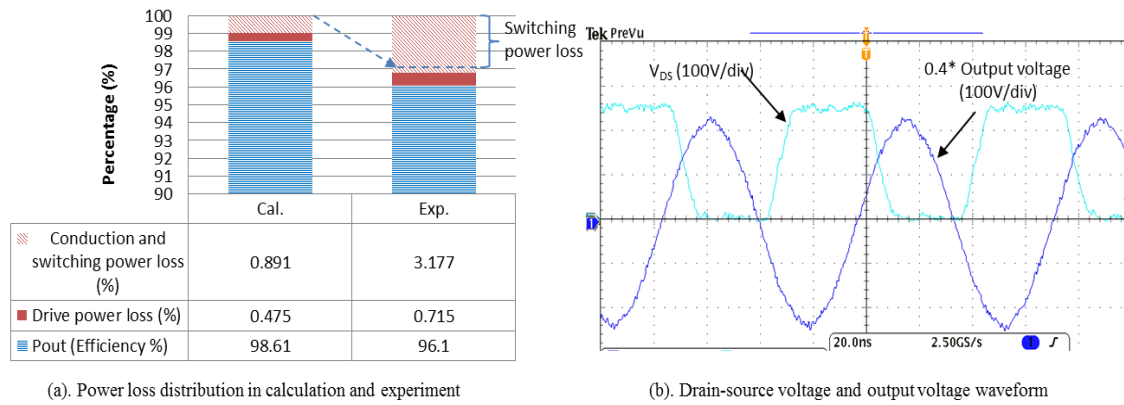 100
99
98
97
96
95
94
93
92
91
90
Percentage (%)
Switching
power loss
Cal.
Exp.
Conduction and
switching power loss
(%)
0.891
3.177
Drive power loss (%)
0.475
0.715
Pout (Efficiency %)
98.61
96.1
(a). Power loss distribution in calculation and experiment
Tek PreVu
T
T
VDS (100V/div)
0.4* Output voltage
(100V/div)
1
20.0ns
2.50GS/s
1
(b). Drain-source voltage and output voltage waveform